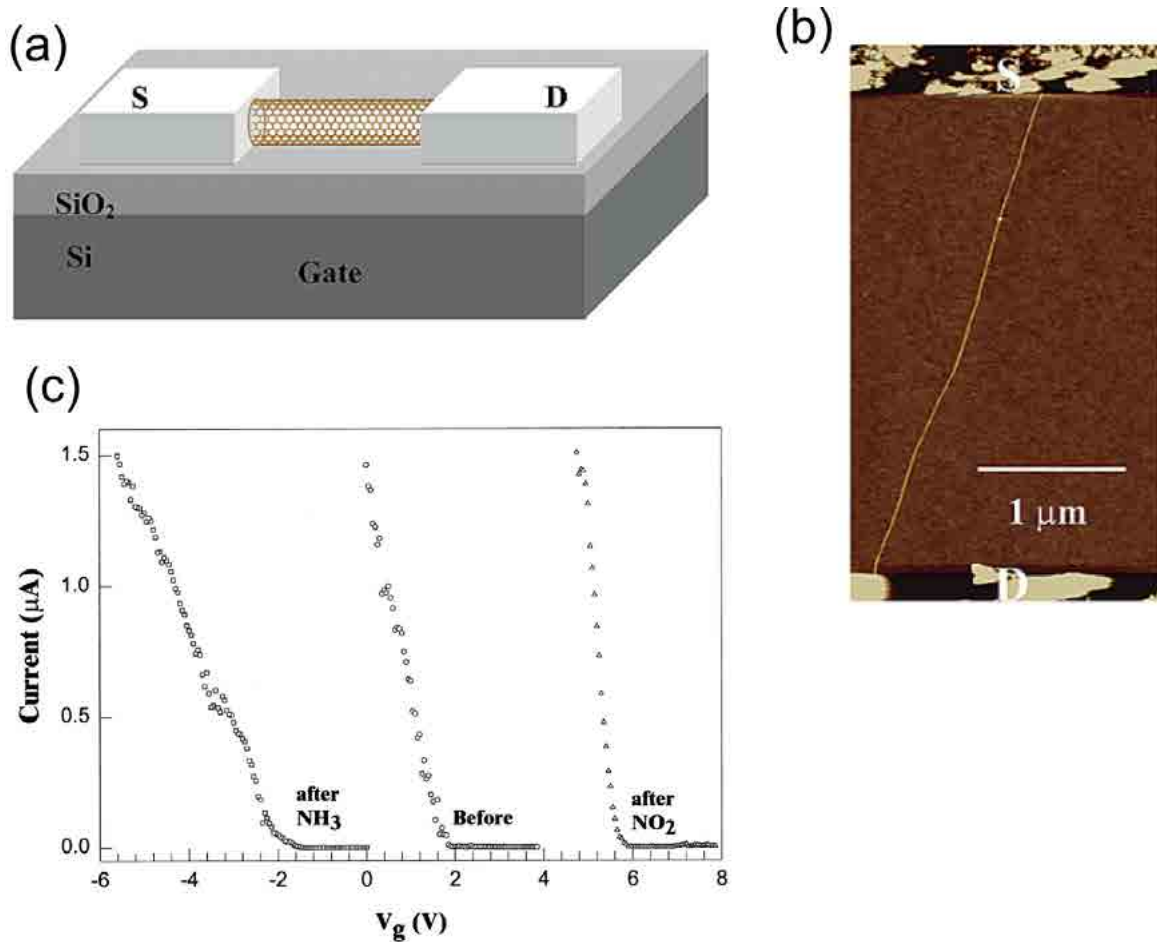 (a)
S
D
SiO₂
Si
Gate
(b)
S
1 μm
D
(c)
Current (μA)
1.5
1.0
0.5
0.0
after
NH₃
Before
after
NO₂
-6
-4
-2
0
2
4
6
8
Vg (V)